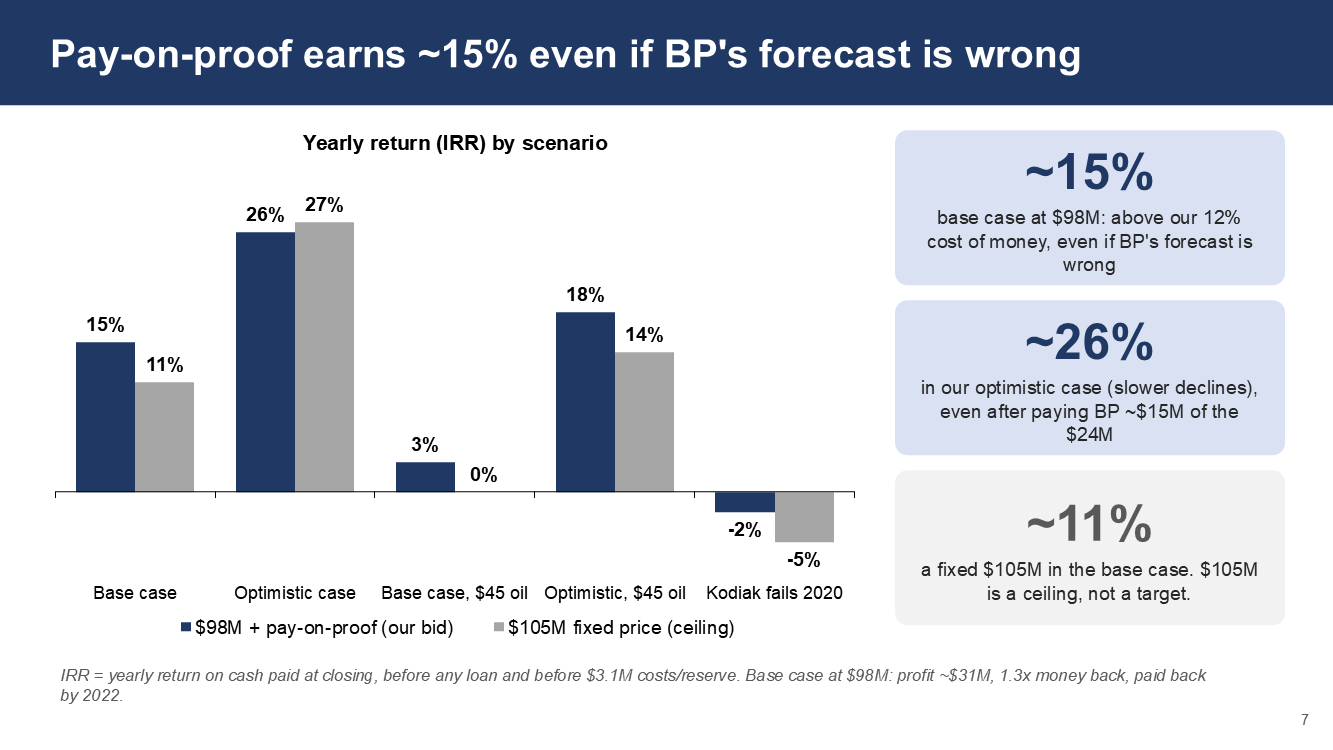 Pay-on-proof earns ~15% even if BP's forecast is wrong
Yearly return (IRR) by scenario
15%
11%
26%
27%
3%
0%
18%
14%
-2%
-5%
Base case
Optimistic case
Base case, $45 oil
Optimistic, $45 oil
Kodiak fails 2020
$98M + pay-on-proof (our bid)
$105M fixed price (ceiling)
~15%
base case at $98M: above our 12%
cost of money, even if BP's forecast is
wrong
~26%
in our optimistic case (slower declines),
even after paying BP ~$15M of the
$24M
~11%
a fixed $105M in the base case. $105M
is a ceiling, not a target.
IRR = yearly return on cash paid at closing, before any loan and before $3.1M costs/reserve. Base case at $98M: profit ~$31M, 1.3x money back, paid back
by 2022.
7